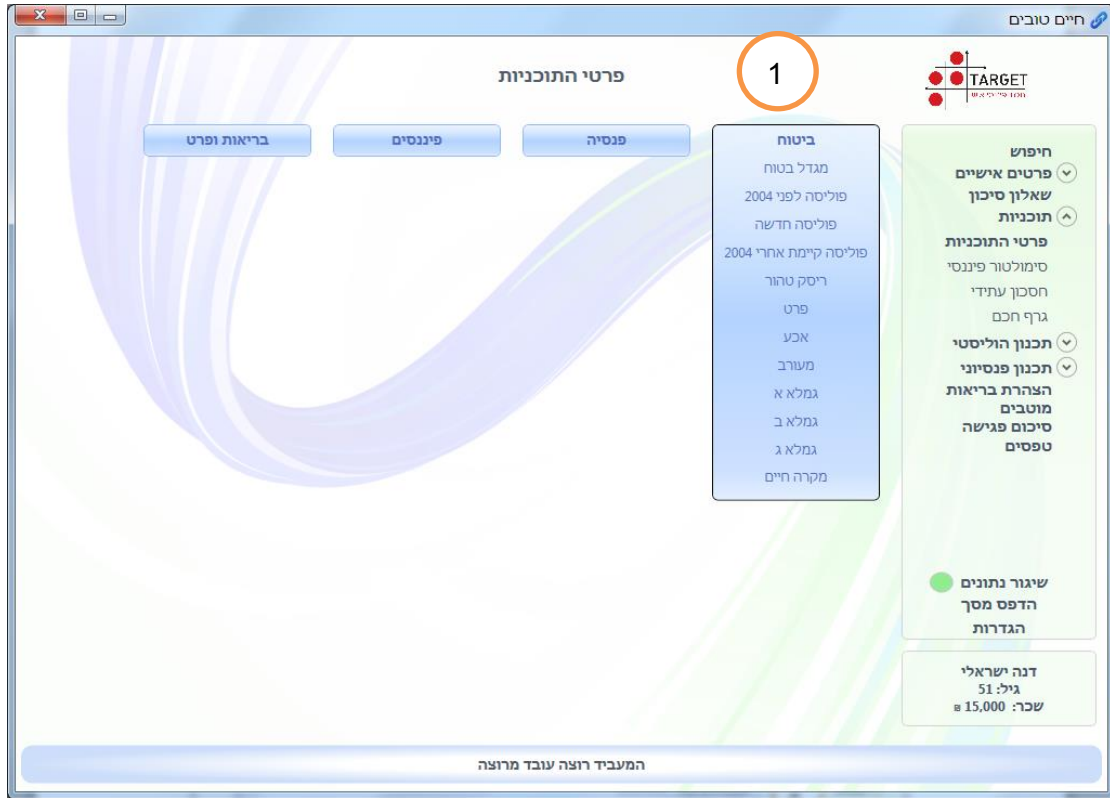 חיים טובים
TARGET
פרטי התוכניות
1
ביטוח
מגדל בטוח
פוליסה לפני 2004
פוליסה חדשה
פוליסה קיימת אחרי 2004
ריסק טהור
פרט
אכע
מעורב
גמלא א
גמלא ב
גמלא ג
מקרה חיים
פנסיה
פיננסים
בריאות ופרט
חיפוש
פרטים אישיים
שאלון סיכון
תוכניות
פרטי התוכניות
סימולטור פיננסי
חסכון עתידי
גרף חכם
תכנון הוליסטי
תכנון פנסיוני
הצהרת בריאות
מוטבים
סיכום פגישה
טפסים
שיגור נתונים
הדפס מסך
הגדרות
דנה ישראלי
גיל: 51
שכר: 15,000 ₪
המעביד רוצה עובד מרוצה